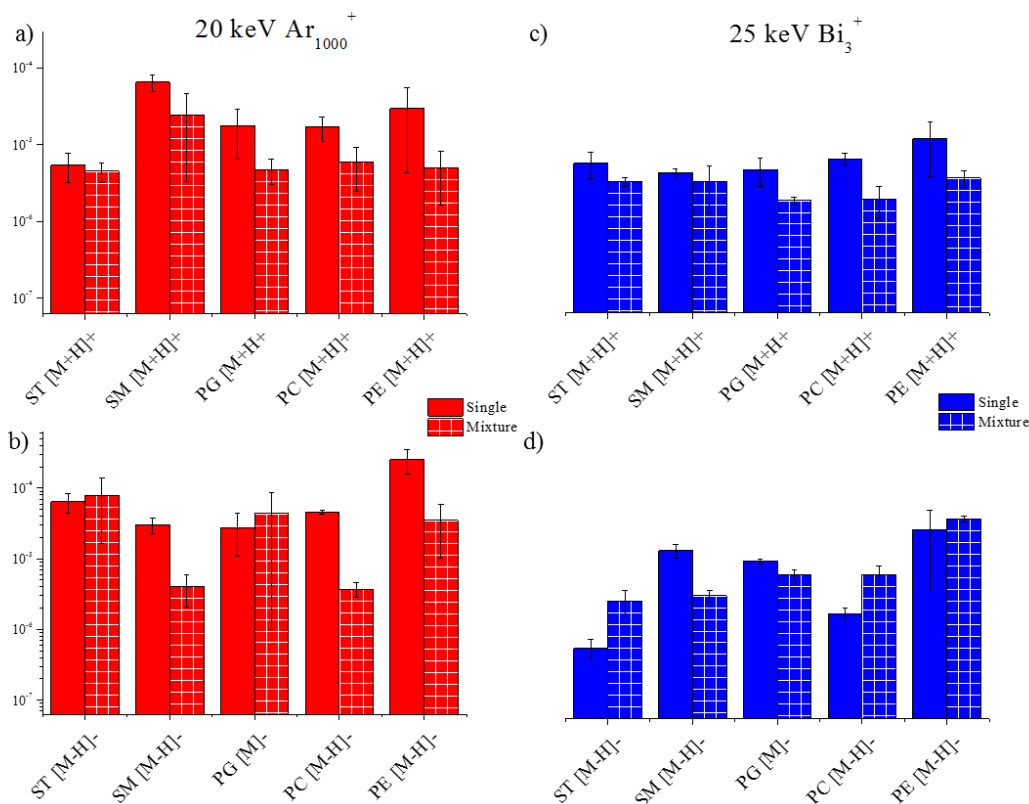 a)
20 keV Ar1000+
c)
25 keV Bi3+
10-4
10-5
10-6
10-7
ST [M+H]+
SM [M+H]+
PG [M+H+
PC [M+H]+
PE [M+H]+
ST [M+H]+
SM [M+H]+
PG [M+H+
PC [M+H]+
PE [M+H]+
Single
Mixture
Single
Mixture
b)
d)
10-4
10-5
10-6
10-7
ST [M-H]-
SM [M-H]-
PG [M]-
PC [M-H]-
PE [M-H]-
ST [M-H]-
SM [M-H]-
PG [M]-
PC [M-H]-
PE [M-H]-